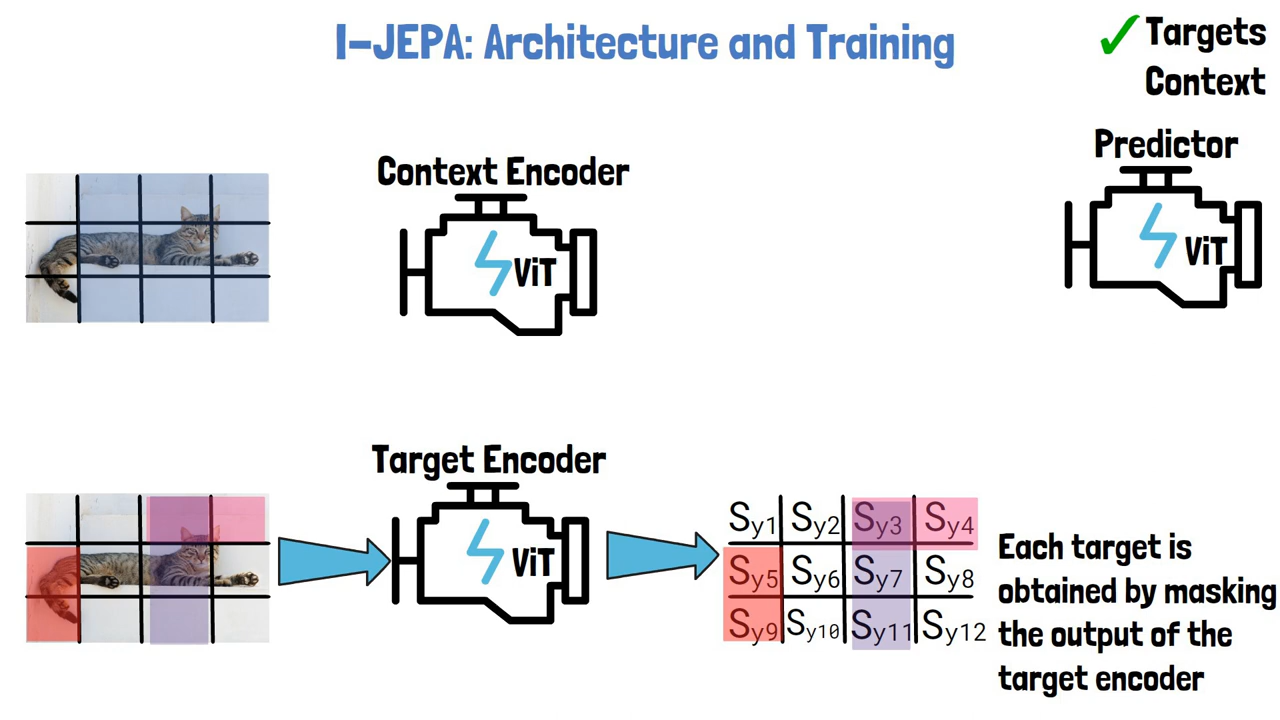 I-JEPA: Architecture and Training
✓ Targets
Context
Predictor
ViT
Context Encoder
ViT
Target Encoder
ViT
Sy1 Sy2 Sy3 Sy4
Sy5 Sy6 Sy7 Sy8
Sy9 Sy10 Sy11 Sy12
Each target is
obtained by masking
the output of the
target encoder